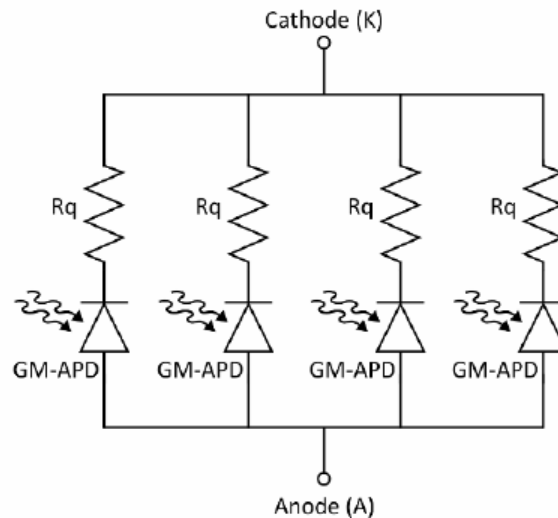 Cathode (K)
Rq Rq Rq Rq
GM-APD GM-APD GM-APD GM-APD
Anode (A)